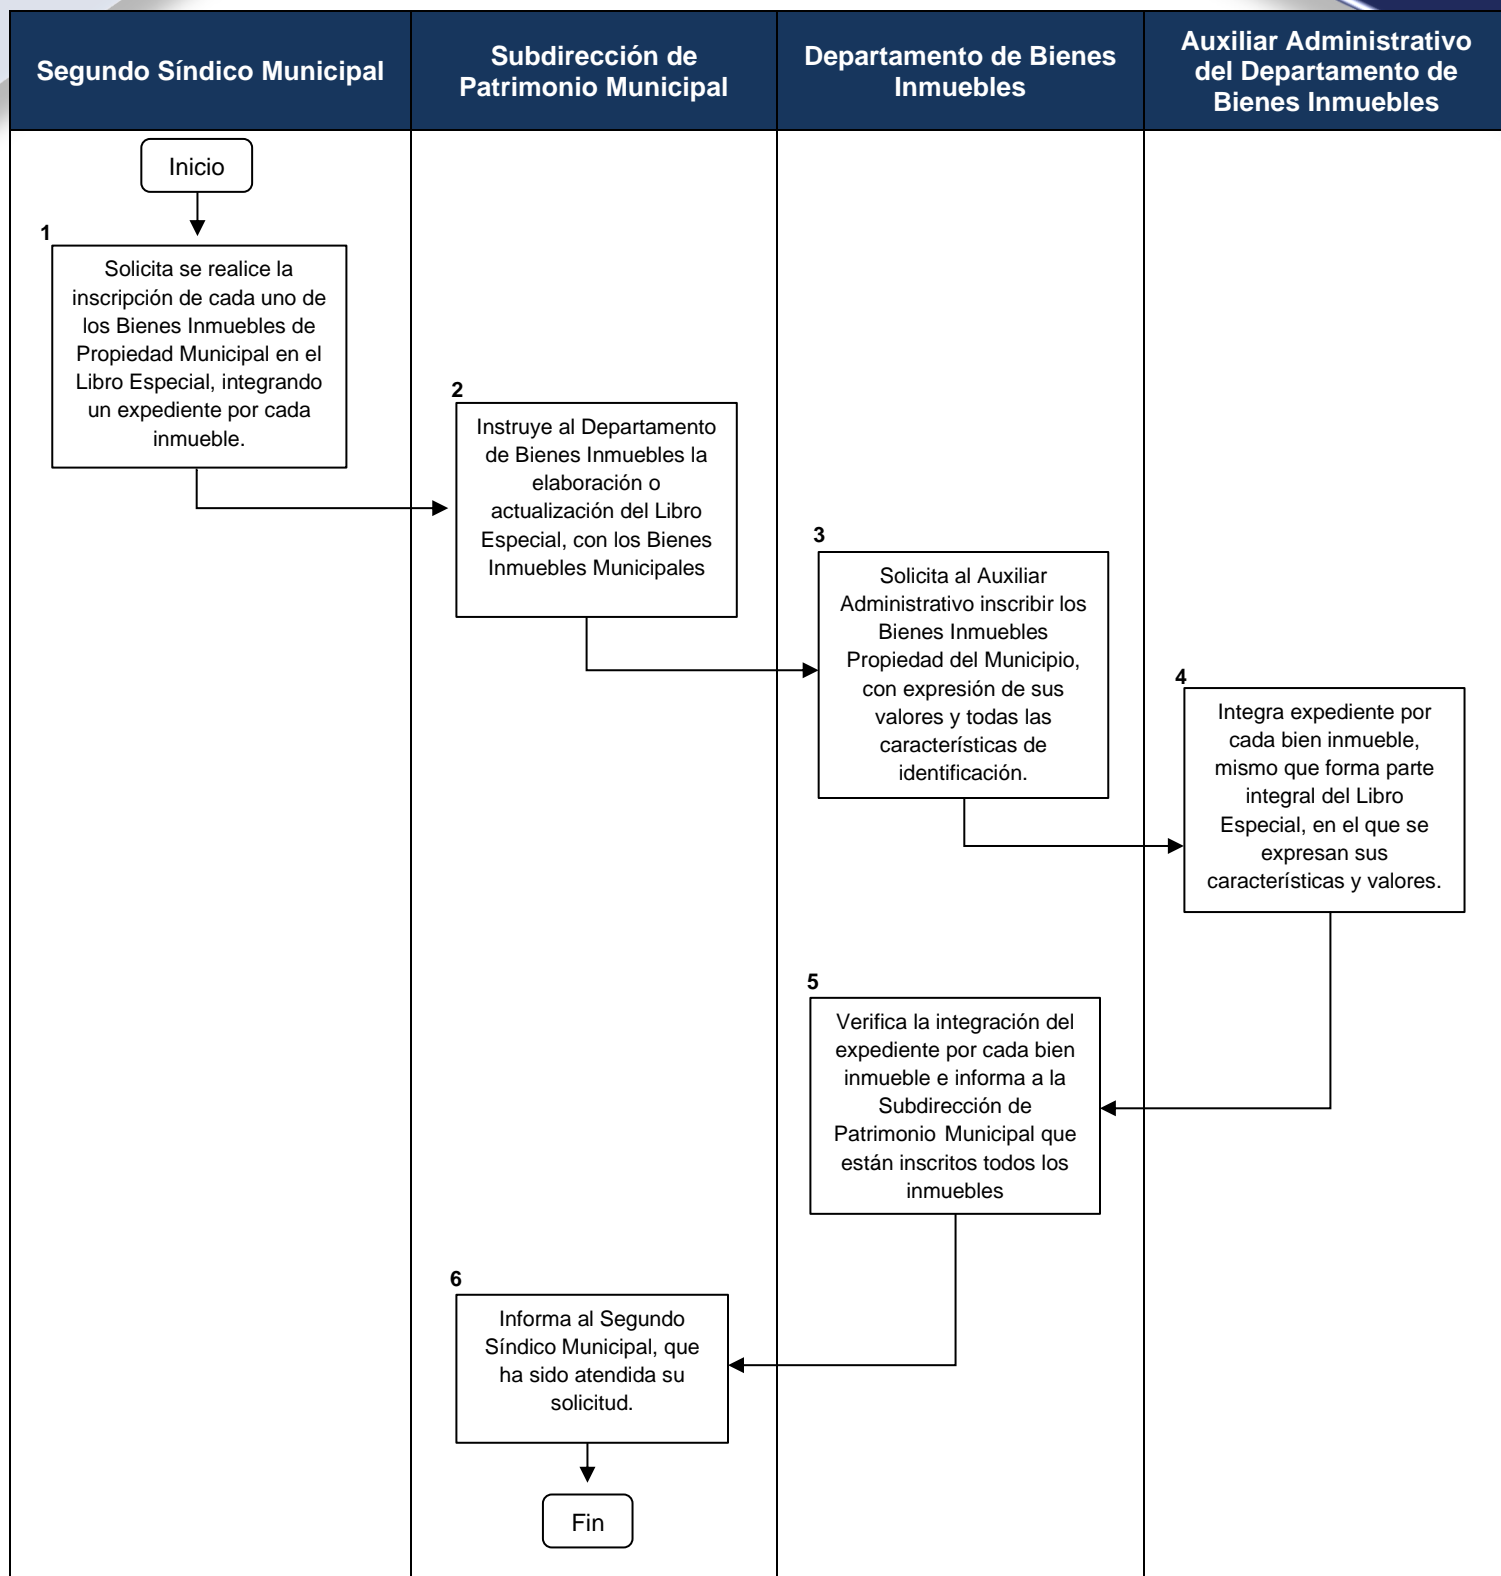 Segundo Síndico Municipal
Subdirección de
Patrimonio Municipal
Departamento de Bienes
Inmuebles
Auxiliar Administrativo
del Departamento de
Bienes Inmuebles
Inicio
1
Solicita se realice la
inscripción de cada uno de
los Bienes Inmuebles de
Propiedad Municipal en el
Libro Especial, integrando
un expediente por cada
inmueble.
2
Instruye al Departamento
de Bienes Inmuebles la
elaboración o
actualización del Libro
Especial, con los Bienes
Inmuebles Municipales
3
Solicita al Auxiliar
Administrativo inscribir los
Bienes Inmuebles
Propiedad del Municipio,
con expresión de sus
valores y todas las
características de
identificación.
4
Integra expediente por
cada bien inmueble,
mismo que forma parte
integral del Libro
Especial, en el que se
expresan sus
características y valores.
5
Verifica la integración del
expediente por cada bien
inmueble e informa a la
Subdirección de
Patrimonio Municipal que
están inscritos todos los
inmuebles
6
Informa al Segundo
Síndico Municipal, que
ha sido atendida su
solicitud.
Fin